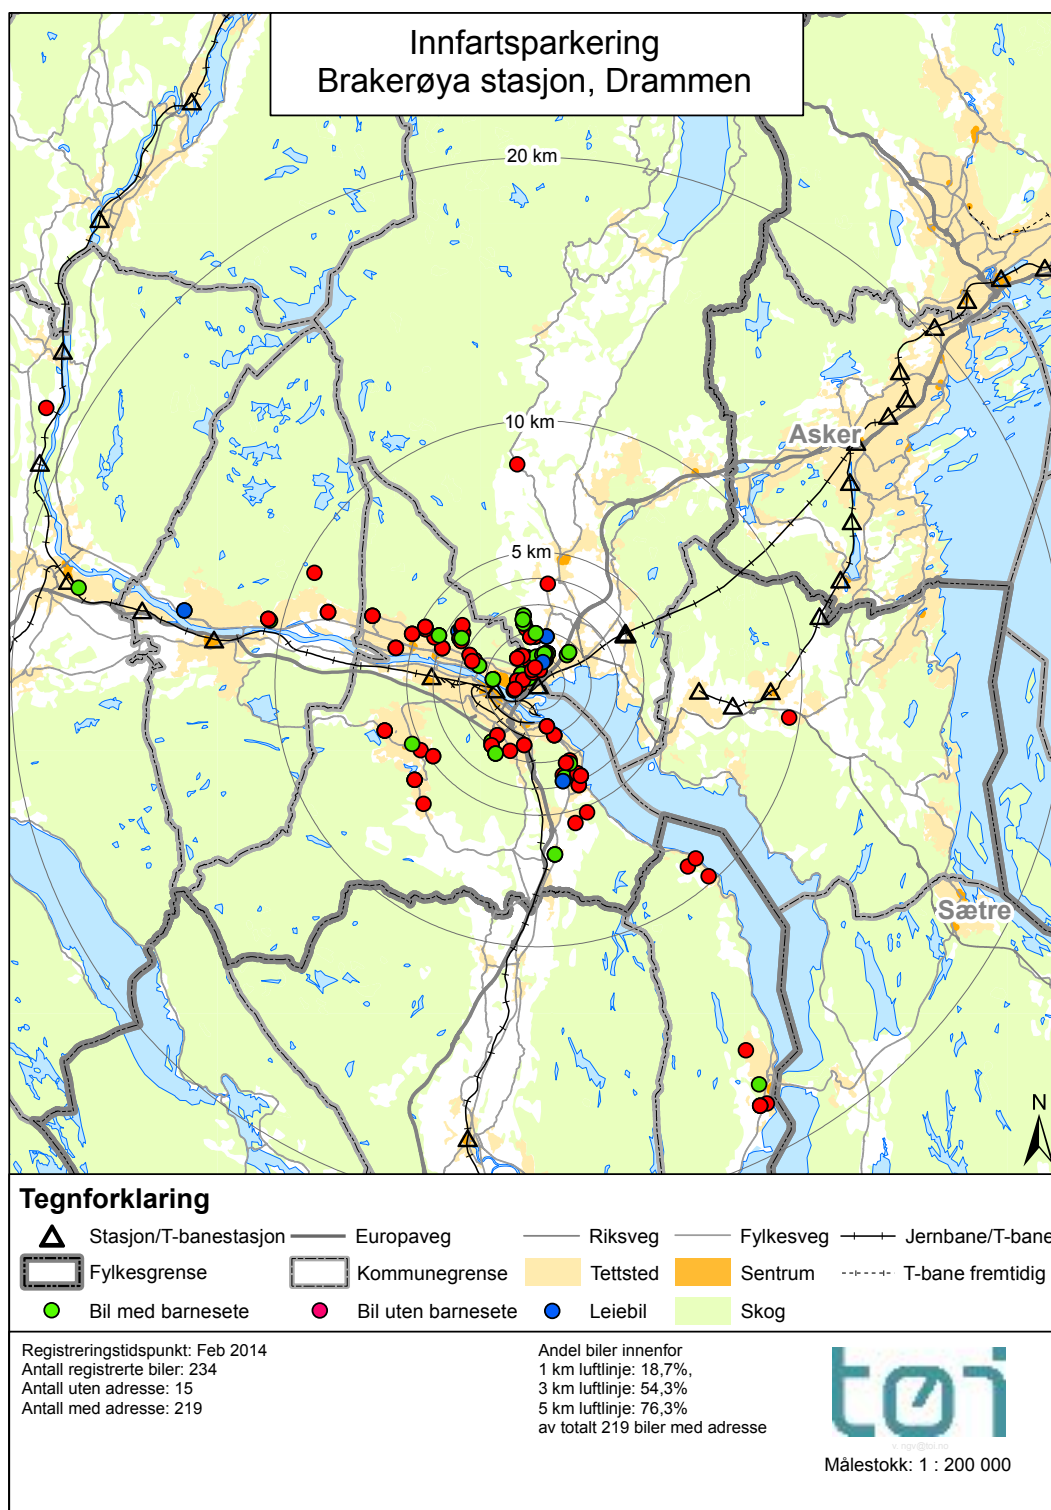 Innfartsparkering
Brakerøya stasjon, Drammen
20 km
10 km
Asker
5 km
Sætre
N
Tegnforklaring
Stasjon/T-banestasjon
Europaveg
Riksveg
Fylkesveg
Jernbane/T-bane
Fylkesgrense
Kommunegrense
Tettsted
Sentrum
T-bane fremtidig
Bil med barnesete
Bil uten barnesete
Leiebil
Skog
Registreringstidspunkt: Feb 2014
Antall registrerte biler: 234
Antall uten adresse: 15
Antall med adresse: 219
Andel biler innenfor
1 km luftlinje: 18,7%,
3 km luftlinje: 54,3%
5 km luftlinje: 76,3%
av totalt 219 biler med adresse
tøi
Målestokk: 1 : 200 000